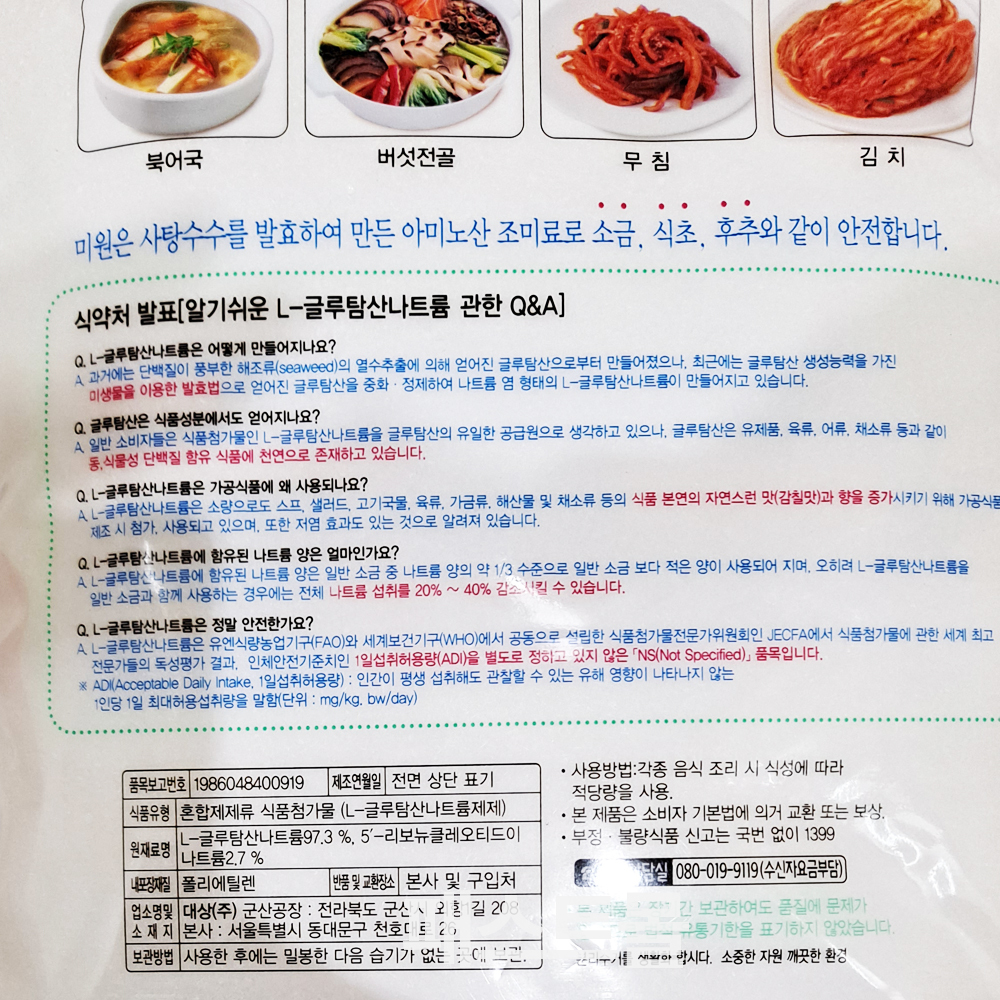 북어국
버섯전골
무 침
김 치
미원은 사탕수수를 발효하여 만든 아미노산 조미료로 소금, 식초, 후추와 같이 안전합니다.
식약처 발표[알기쉬운 L-글루탐산나트륨 관한 Q&A]
Q. L-글루탐산나트륨은 어떻게 만들어지나요?
A. 과거에는 단백질이 풍부한 해조류(seaweed)의 열수추출에 의해 얻어진 글루탐산으로부터 만들어졌으나, 최근에는 글루탐산 생성능력을 가진
미생물을 이용한 발효법으로 얻어진 글루탐산을 중화 · 정제하여 나트륨 염 형태의 L-글루탐산나트륨이 만들어지고 있습니다.
Q. 글루탐산은 식품성분에서도 얻어지나요?
A. 일반 소비자들은 식품첨가물인 L-글루탐산나트륨을 글루탐산의 유일한 공급원으로 생각하고 있으나, 글루탐산은 유제품, 육류, 어류, 채소류 등과 같이
동,식물성 단백질 함유 식품에 천연으로 존재하고 있습니다.
Q. L-글루탐산나트륨은 가공식품에 왜 사용되나요?
A. L-글루탐산나트륨은 소량으로도 스프, 샐러드, 고기국물, 육류, 가금류, 해산물 및 채소류 등의 식품 본연의 자연스런 맛(감칠맛)과 향을 증가시키기 위해 가공식품
제조 시 첨가, 사용되고 있으며, 또한 저염 효과도 있는 것으로 알려져 있습니다.
Q. L-글루탐산나트륨에 함유된 나트륨 양은 얼마인가요?
A. L-글루탐산나트륨에 함유된 나트륨 양은 일반 소금 중 나트륨 양의 약 1/3 수준으로 일반 소금 보다 적은 양이 사용되어 지며, 오히려 L-글루탐산나트륨을
일반 소금과 함께 사용하는 경우에는 전체 나트륨 섭취를 20% ~ 40% 감소시킬 수 있습니다.
Q. L-글루탐산나트륨은 정말 안전한가요?
A. L-글루탐산나트륨은 유엔식량농업기구(FAO)와 세계보건기구(WHO)에서 공동으로 설립한 식품첨가물전문가위원회인 JECFA에서 식품첨가물에 관한 세계 최고
전문가들의 독성평가 결과, 인체안전기준치인 1일섭취허용량(ADI)을 별도로 정하고 있지 않은 「NS(Not Specified)」 품목입니다.
※ ADI(Acceptable Daily Intake, 1일섭취허용량) : 인간이 평생 섭취해도 관찰할 수 있는 유해 영향이 나타나지 않는
1인당 1일 최대허용섭취량을 말함(단위 : mg/kg, bw/day)
품목보고번호 1986048400919 제조연월일 전면 상단 표기
식품유형 혼합제제류 식품첨가물 (L-글루탐산나트륨제제)
원재료명 L-글루탐산나트륨97.3 %, 5′-리보뉴클레오티드이
나트륨2.7 %
내포장재질 폴리에틸렌 반품 및 교환장소 본사 및 구입처
업소명및 대상(주) 군산공장 : 전라북도 군산시 외항1길 208
소 재 지 본사 : 서울특별시 동대문구 천호대로 26
보관방법 사용한 후에는 밀봉한 다음 습기가 없는 곳에 보관.
· 사용방법:각종 음식 조리 시 식성에 따라
적당량을 사용.
· 본 제품은 소비자 기본법에 의거 교환 또는 보상.
· 부정 · 불량식품 신고는 국번 없이 1399
080-019-9119(수신자요금부담)
본 제품 보관하여도 품질에 문제가
유통기한을 표기하지 않았습니다.
합시다. 소중한 자원 깨끗한 환경